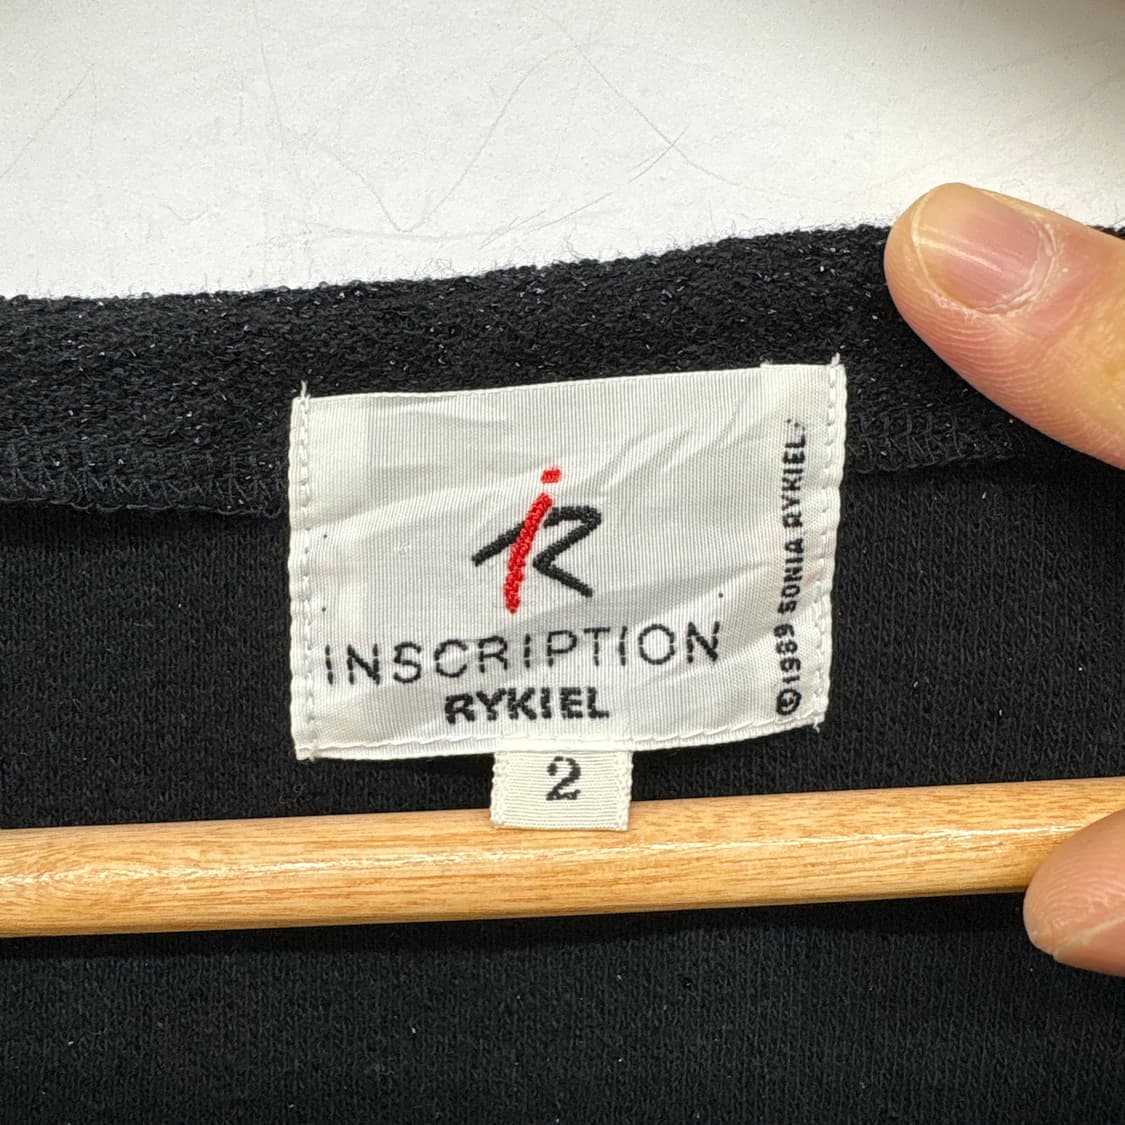 iR
INSCRIPTION
RYKIEL
©1989 SONIA RYKIEL
2